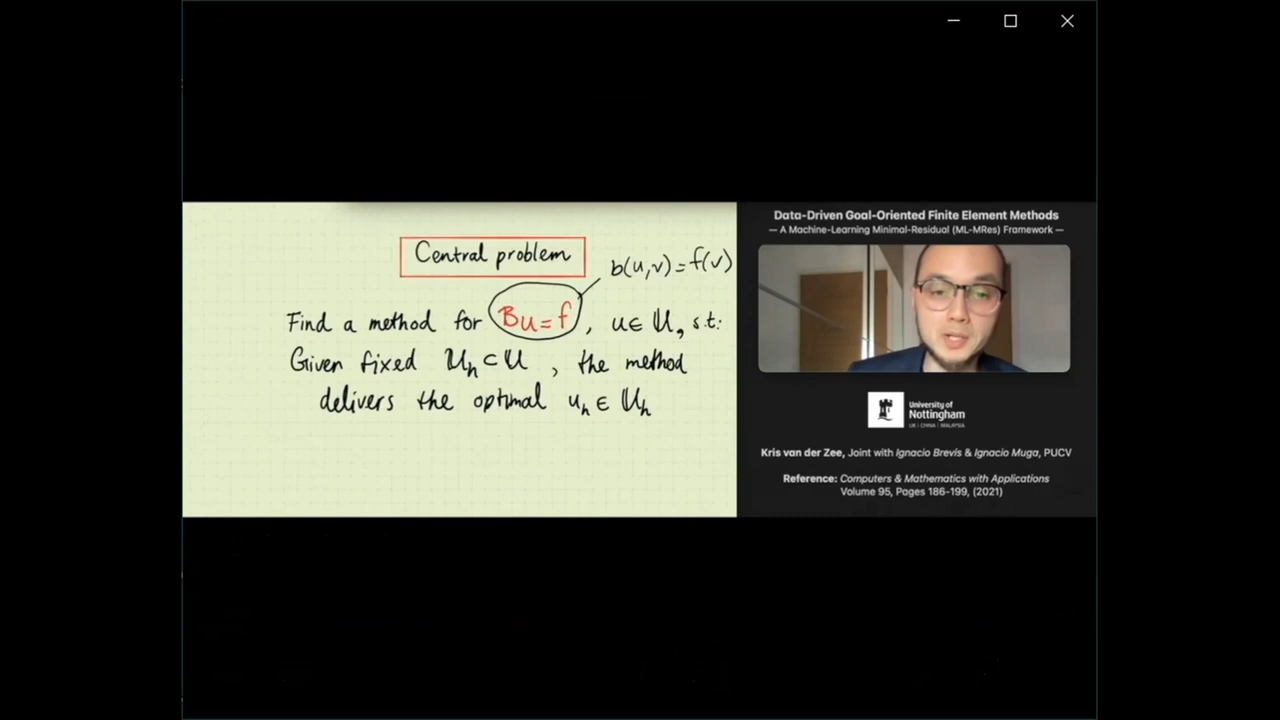 Central problem
b(u,v)=f(v)
Find a method for Bu=f, u∈𝕌, s.t:
Given fixed 𝕌ₕ⊂𝕌, the method
delivers the optimal uₕ∈𝕌ₕ
Data-Driven Goal-Oriented Finite Element Methods
— A Machine-Learning Minimal-Residual (ML-MRes) Framework —
University of
Nottingham
UK | CHINA | MALAYSIA
Kris van der Zee, Joint with Ignacio Brevis & Ignacio Muga, PUCV
Reference: Computers & Mathematics with Applications
Volume 95, Pages 186-199, (2021)